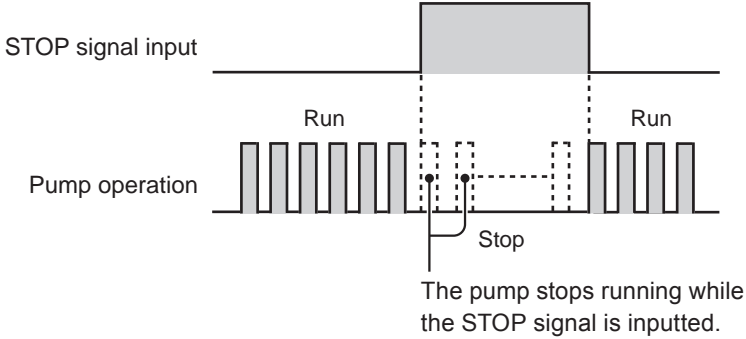 STOP signal input
Run
Run
Pump operation
Stop
The pump stops running while
the STOP signal is inputted.